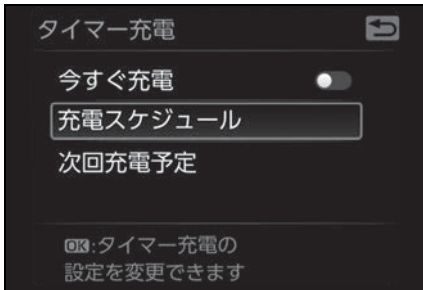 タイマー充電
今すぐ充電
充電スケジュール
次回充電予定
OK:タイマー充電の
設定を変更できます